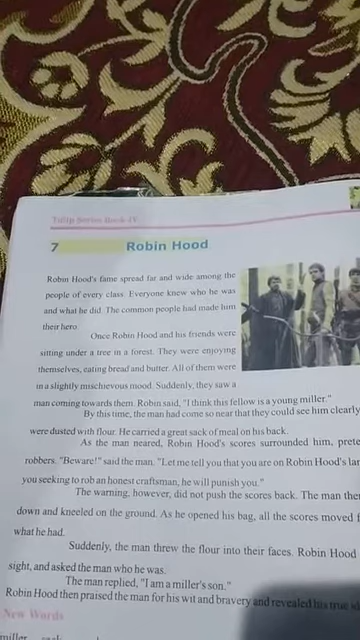 Tulip Series Book IV
7 Robin Hood
Robin Hood's fame spread far and wide among the
people of every class. Everyone knew who he was
and what he did. The common people had made him
their hero.
Once Robin Hood and his friends were
sitting under a tree in a forest. They were enjoying
themselves, eating bread and butter. All of them were
in a slightly mischievous mood. Suddenly, they saw a
man coming towards them. Robin said, "I think this fellow is a young miller."
By this time, the man had come so near that they could see him clearly
were dusted with flour. He carried a great sack of meal on his back.
As the man neared, Robin Hood's scores surrounded him,
robbers. "Beware!" said the man. "Let me tell you that you are on Robin Hood's
you seeking to rob an honest craftsman, he will punish you."
The warning, however, did not push the scores back. The man
down and kneeled on the ground. As he opened his bag, all the scores moved
what he had.
Suddenly, the man threw the flour into their faces. Robin Hood
sight, and asked the man who he was.
The man replied, "I am a miller's son."
Robin Hood then praised the man for his wit and bravery and revealed his true
New Words
miller